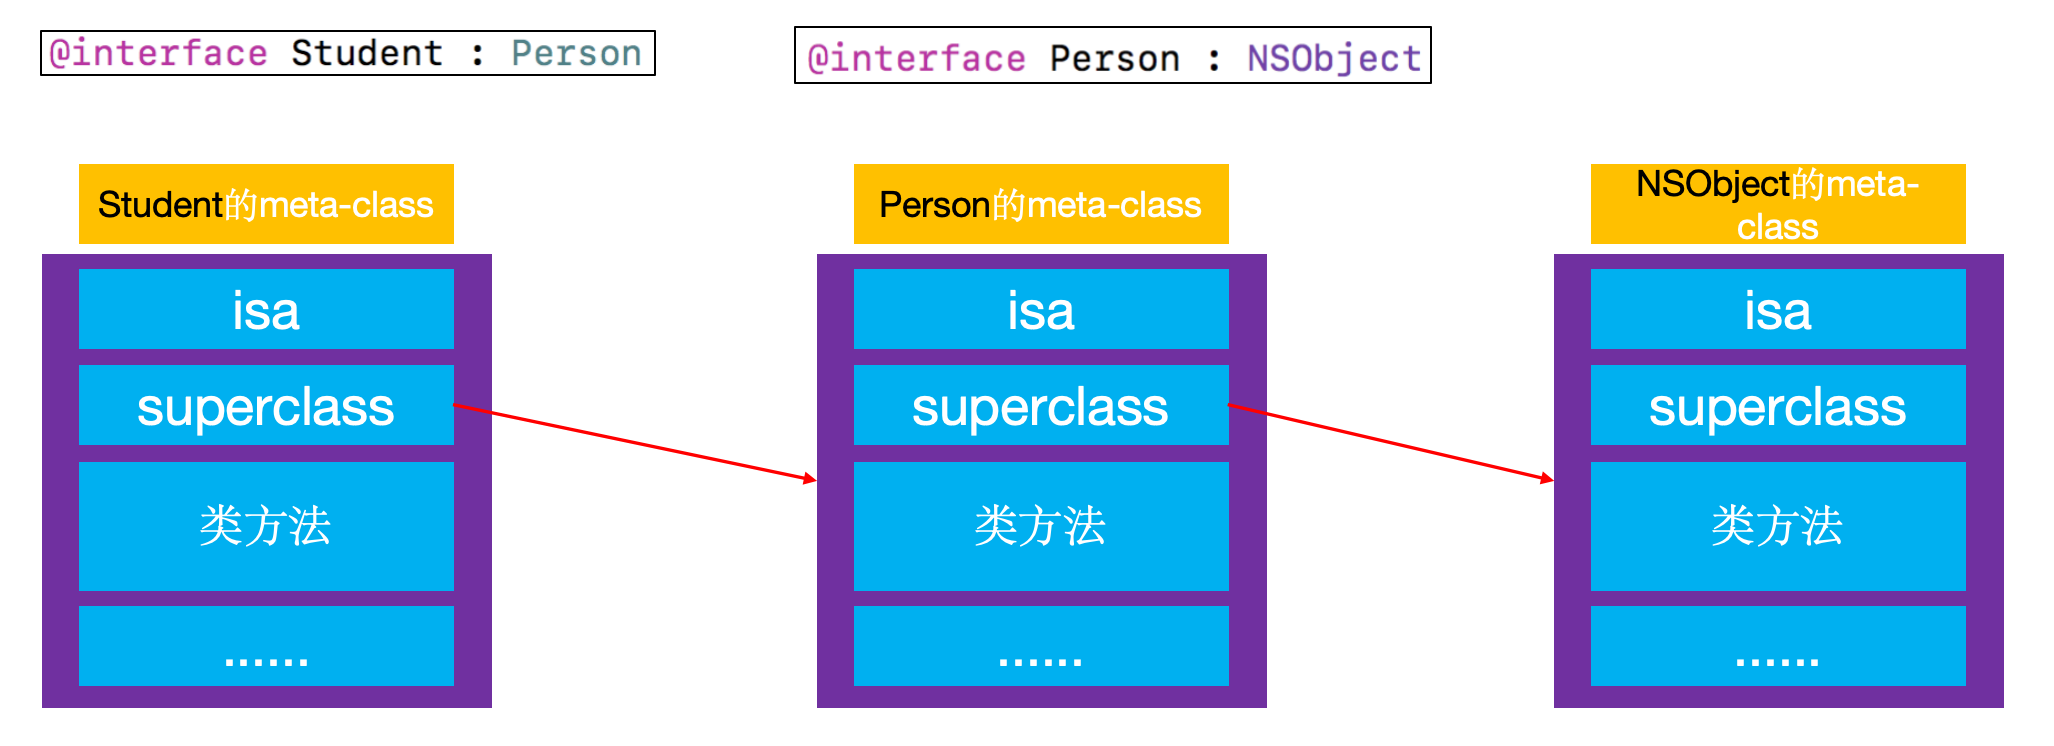 @interface Student : Person
@interface Person : NSObject
Student的meta-class
isa
superclass
类方法
......
Person的meta-class
isa
superclass
类方法
......
NSObject的meta-
class
isa
superclass
类方法
......